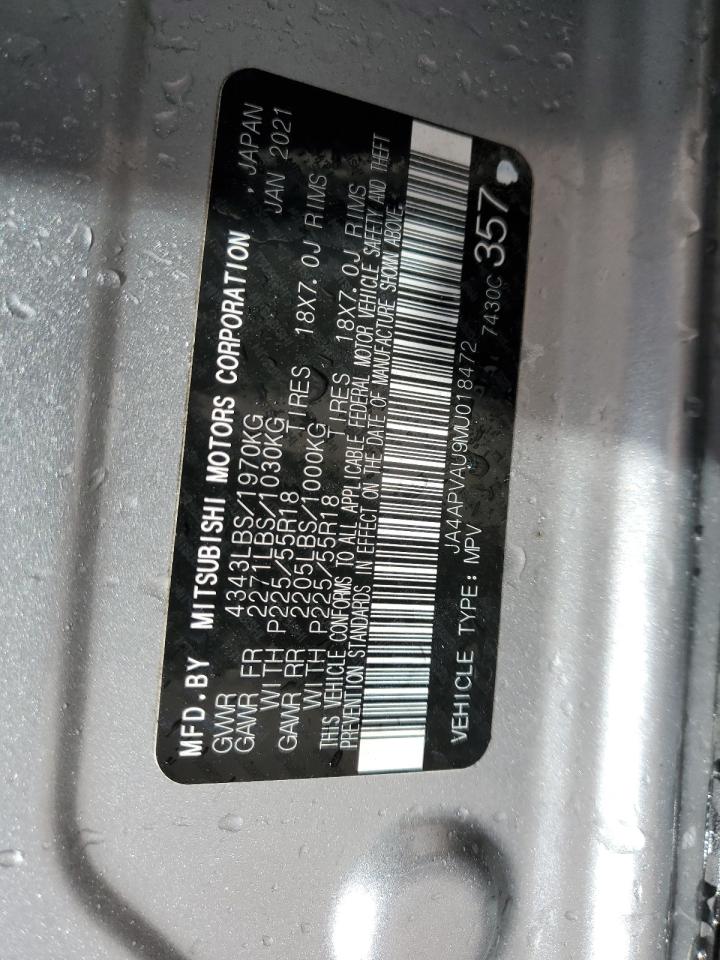 MFD.BY MITSUBISHI MOTORS CORPORATION , JAPAN
GVWR 4343LBS/1970KG JAN 2021
GAWR FR 2271LBS/1030KG
WITH P225/55R18 TIRES 18X7.0J RIMS
GAWR RR 2205LBS/1000KG
WITH P225/55R18 TIRES 18X7.0J RIMS
THIS VEHICLE CONFORMS TO ALL APPLICABLE FEDERAL MOTOR VEHICLE SAFETY AND THEFT
PREVENTION STANDARDS IN EFFECT ON THE DATE OF MANUFACTURE SHOWN ABOVE.
JA4APVAU9MU018472
VEHICLE TYPE: MPV 7430C 357